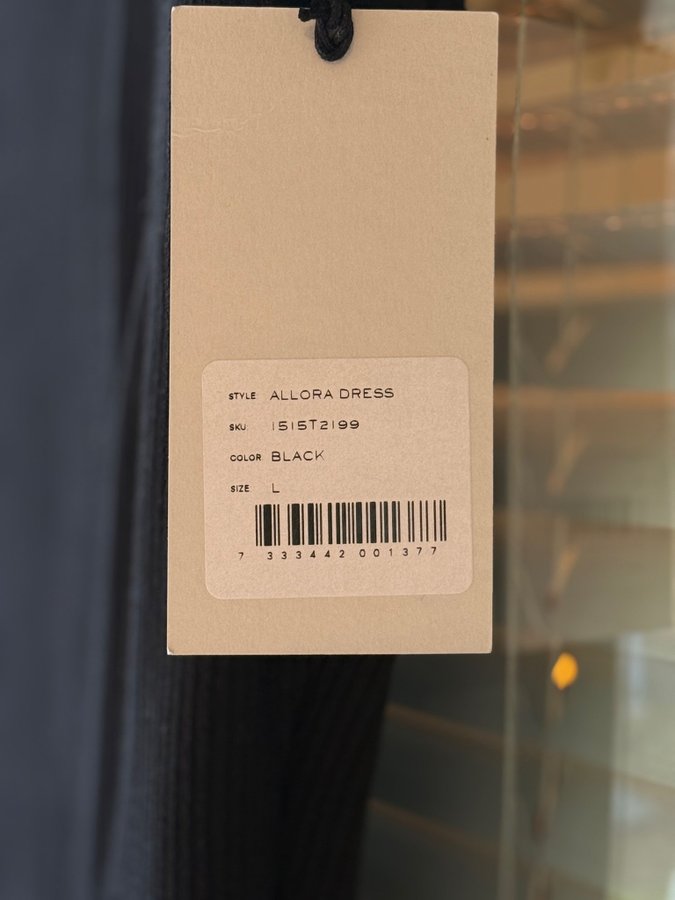 STYLE ALLORA DRESS
SKU 1515T2199
COLOR BLACK
SIZE L
7 333442 001377